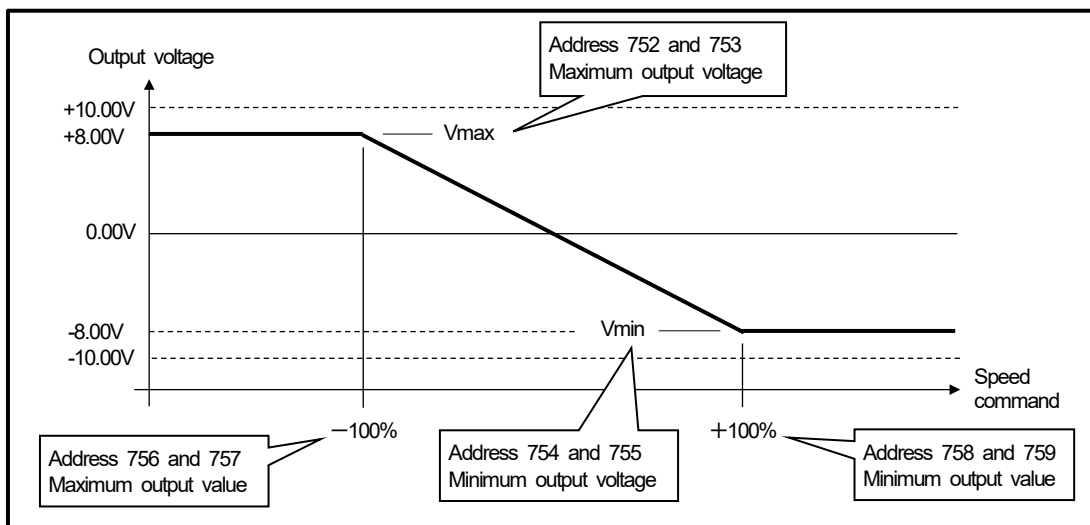 Address 752 and 753
Maximum output voltage
Output voltage
+10.00V
+8.00V
Vmax
0.00V
-8.00V
Vmin
-10.00V
Speed
command
−100%
+100%
Address 756 and 757
Maximum output value
Address 754 and 755
Minimum output voltage
Address 758 and 759
Minimum output value